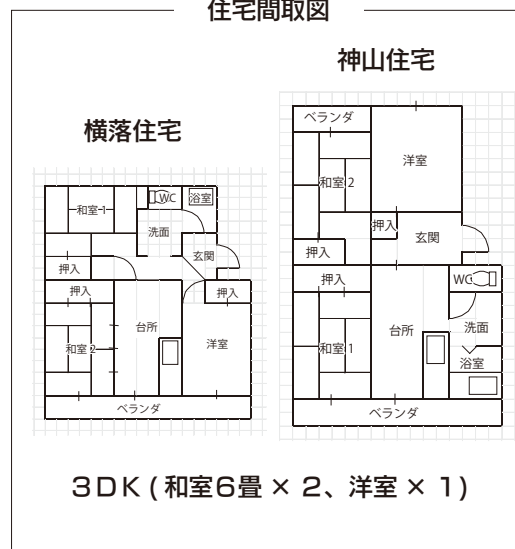 住宅間取図
神山住宅
横落住宅
ベランダ
洋室
和室 2
押入
玄関
押入
押入
WC
和室 1
台所
洗面
浴室
ベランダ
和室 1
WC
浴室
洗面
玄関
押入
押入
押入
台所
和室 2
洋室
ベランダ
3DK ( 和室6畳 × 2、洋室 × 1)